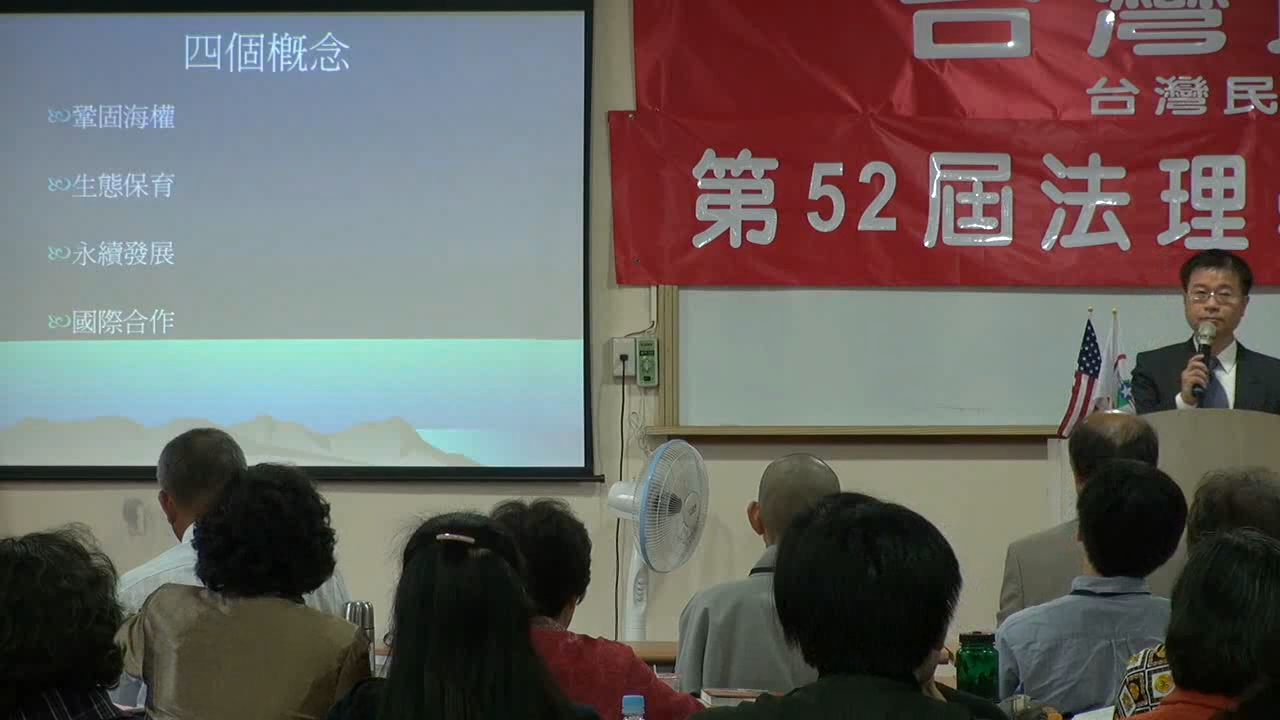 四個概念
鞏固海權
生態保育
永續發展
國際合作
台灣
台灣民
第52屆法理